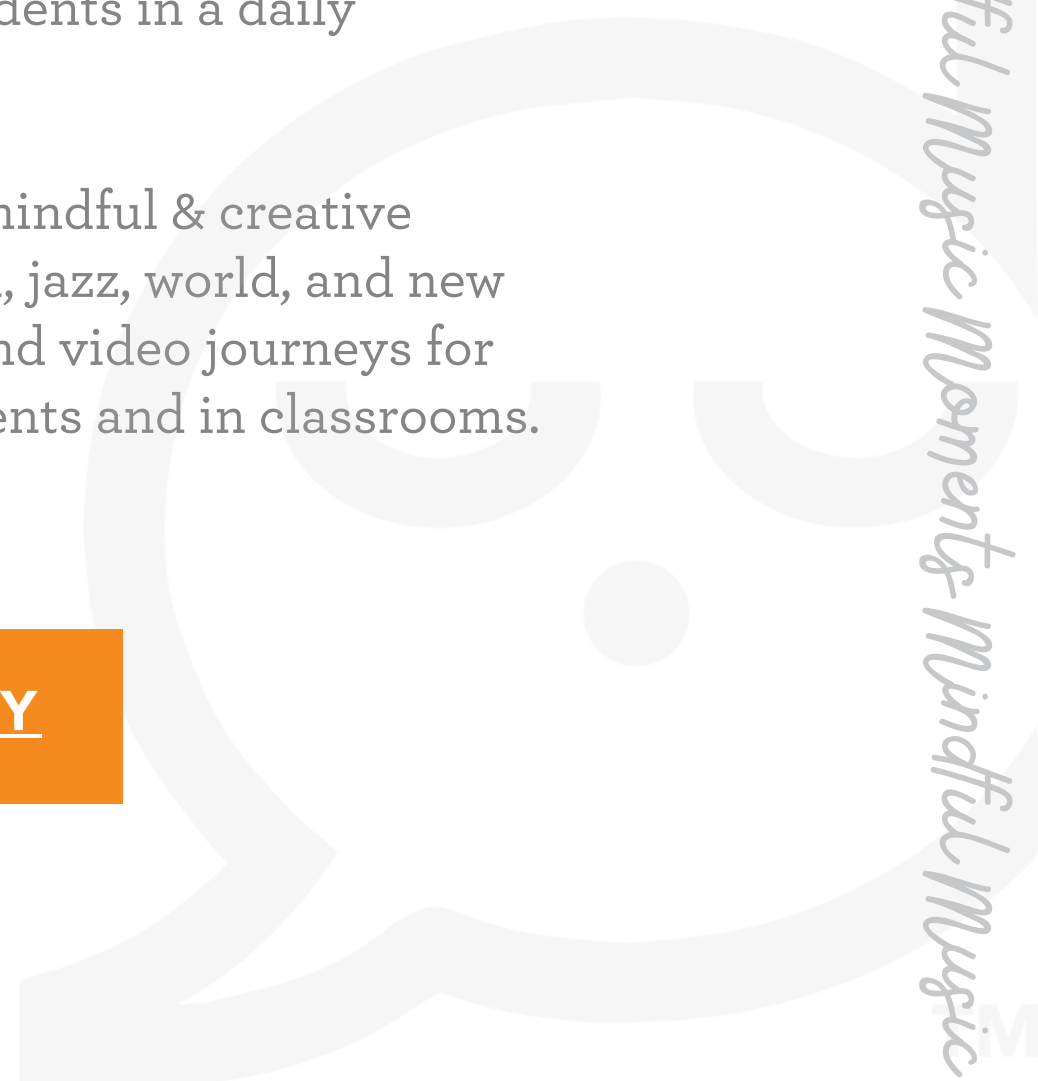 dents in a daily
mindful & creative
, jazz, world, and new
nd video journeys for
ents and in classrooms.
Y
ful Music Moments Mindful Music
TM